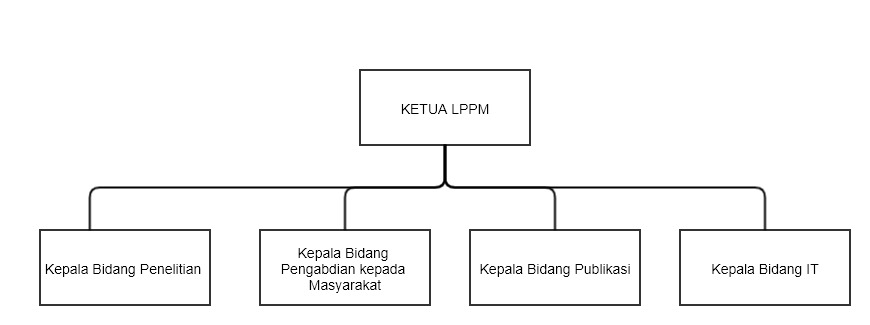 KETUA LPPM
Kepala Bidang Penelitian
Kepala Bidang
Pengabdian kepada
Masyarakat
Kepala Bidang Publikasi
Kepala Bidang IT